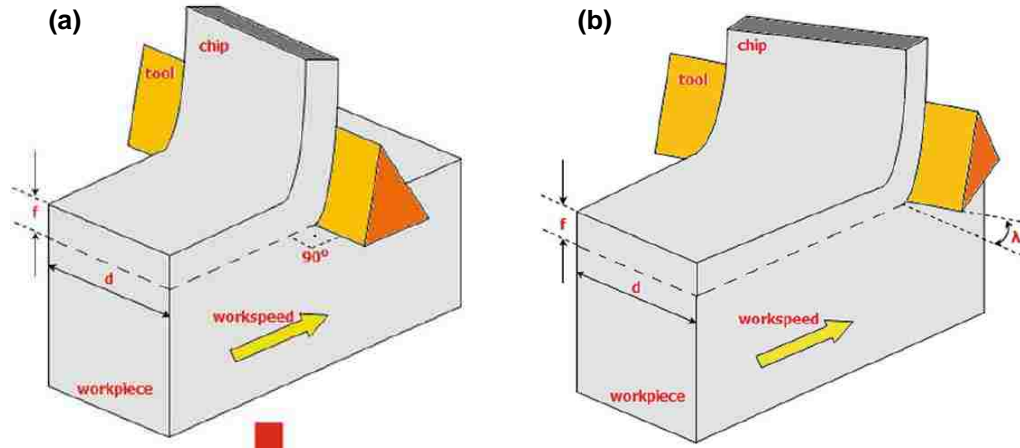 (a)
chip
tool
f
90°
d
workspeed
workpiece
(b)
chip
tool
f
λ
d
workspeed
workpiece